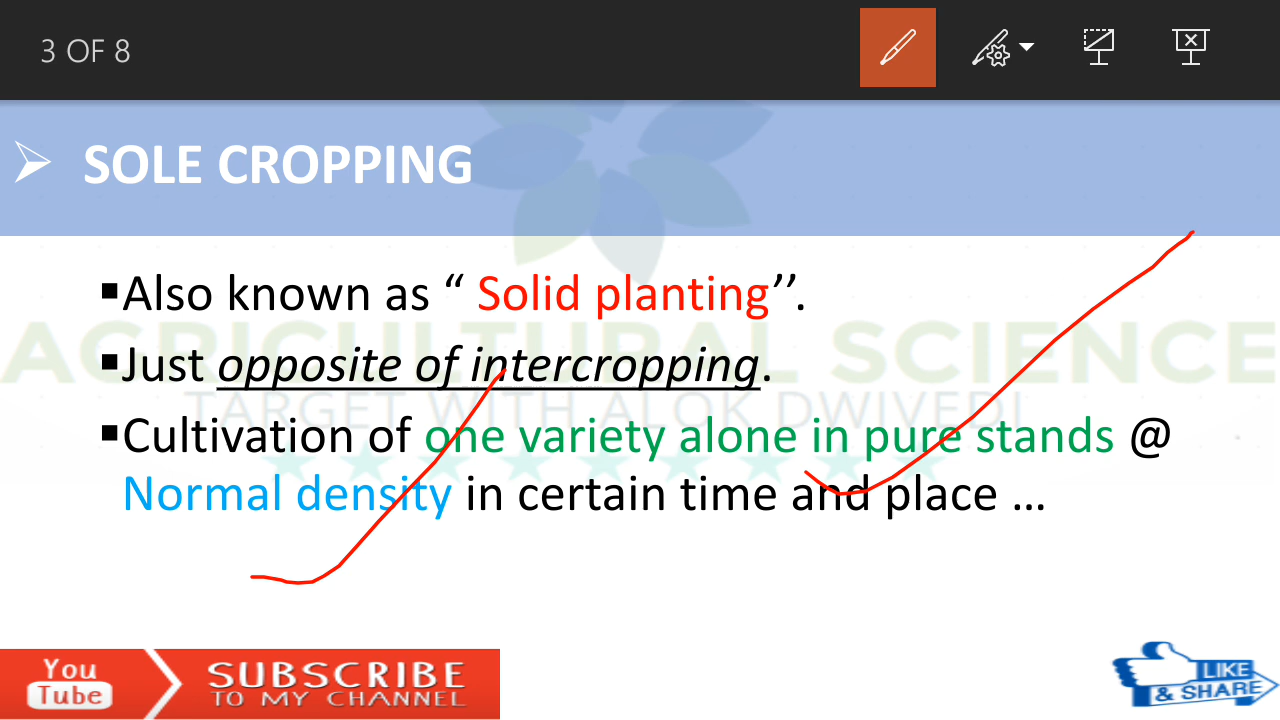 3 OF 8
➢ SOLE CROPPING
▪Also known as “ Solid planting’’.
▪Just opposite of intercropping.
AGRICULTURAL SCIENCE
TARGET WITH ALOK DWIVEDI
▪Cultivation of one variety alone in pure stands @
Normal density in certain time and place ...
You
Tube
SUBSCRIBE
TO MY CHANNEL
LIKE
& SHARE